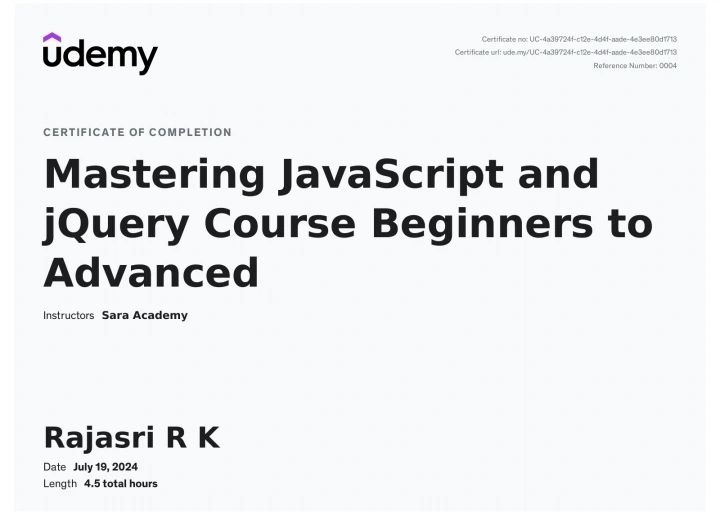 udemy
Certificate no: UC-4a39724f-c12e-4d4f-aade-4e3ee80d1713
Certificate url: ude.my/UC-4a39724f-c12e-4d4f-aade-4e3ee80d1713
Reference Number: 0004
CERTIFICATE OF COMPLETION
Mastering JavaScript and
jQuery Course Beginners to
Advanced
Instructors Sara Academy
Rajasri R K
Date July 19, 2024
Length 4.5 total hours